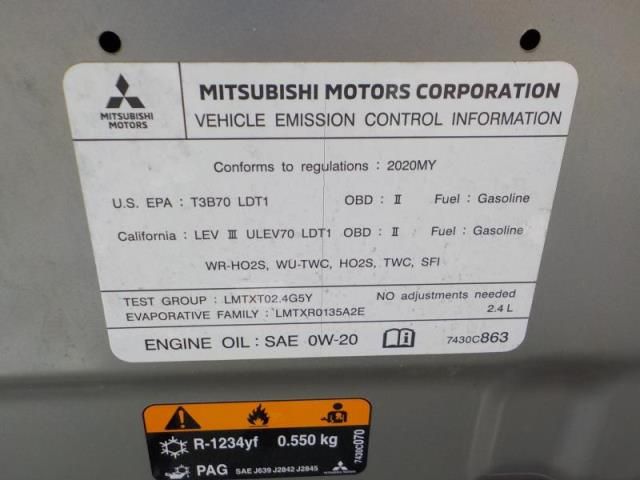 MITSUBISHI MOTORS CORPORATION
MITSUBISHI
MOTORS
VEHICLE EMISSION CONTROL INFORMATION
Conforms to regulations : 2020MY
U.S. EPA : T3B70 LDT1 OBD : Ⅱ Fuel : Gasoline
California : LEV Ⅲ ULEV70 LDT1 OBD : Ⅱ Fuel : Gasoline
WR-HO2S, WU-TWC, HO2S, TWC, SFI
TEST GROUP : LMTXT02.4G5Y NO adjustments needed
EVAPORATIVE FAMILY : LMTXR0135A2E 2.4 L
ENGINE OIL : SAE 0W-20 7430C863
R-1234yf 0.550 kg
PAG SAE J639 J2842 J2845
7430C070
MITSUBISHI
MOTORS